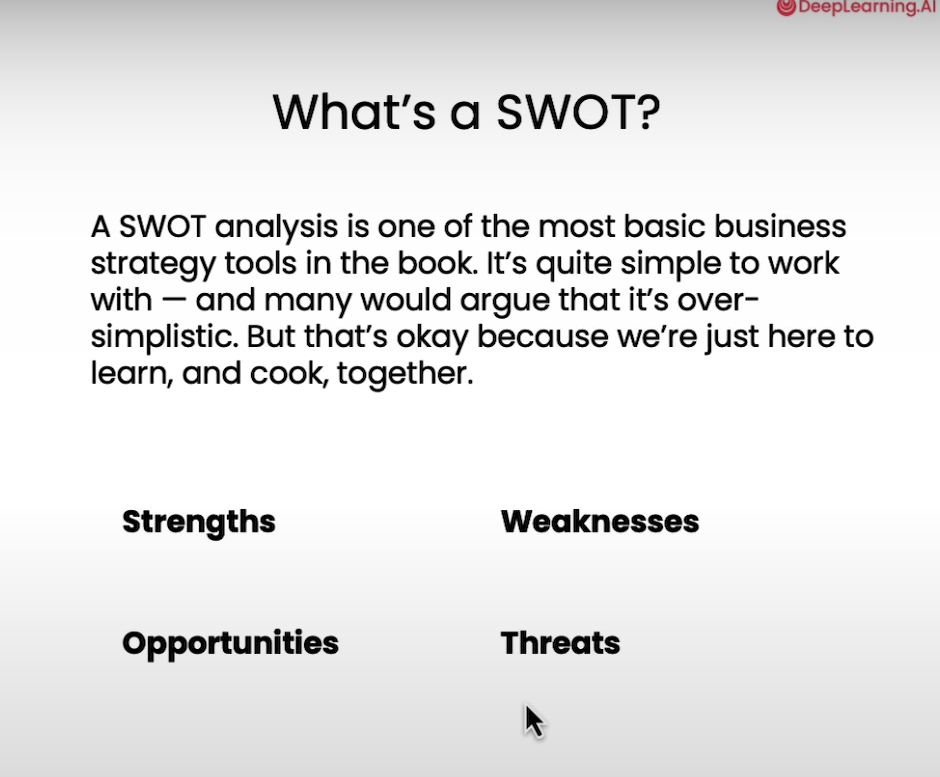 DeepLearning.AI
What's a SWOT?
A SWOT analysis is one of the most basic business
strategy tools in the book. It's quite simple to work
with — and many would argue that it's over-
simplistic. But that's okay because we're just here to
learn, and cook, together.
Strengths Weaknesses
Opportunities Threats